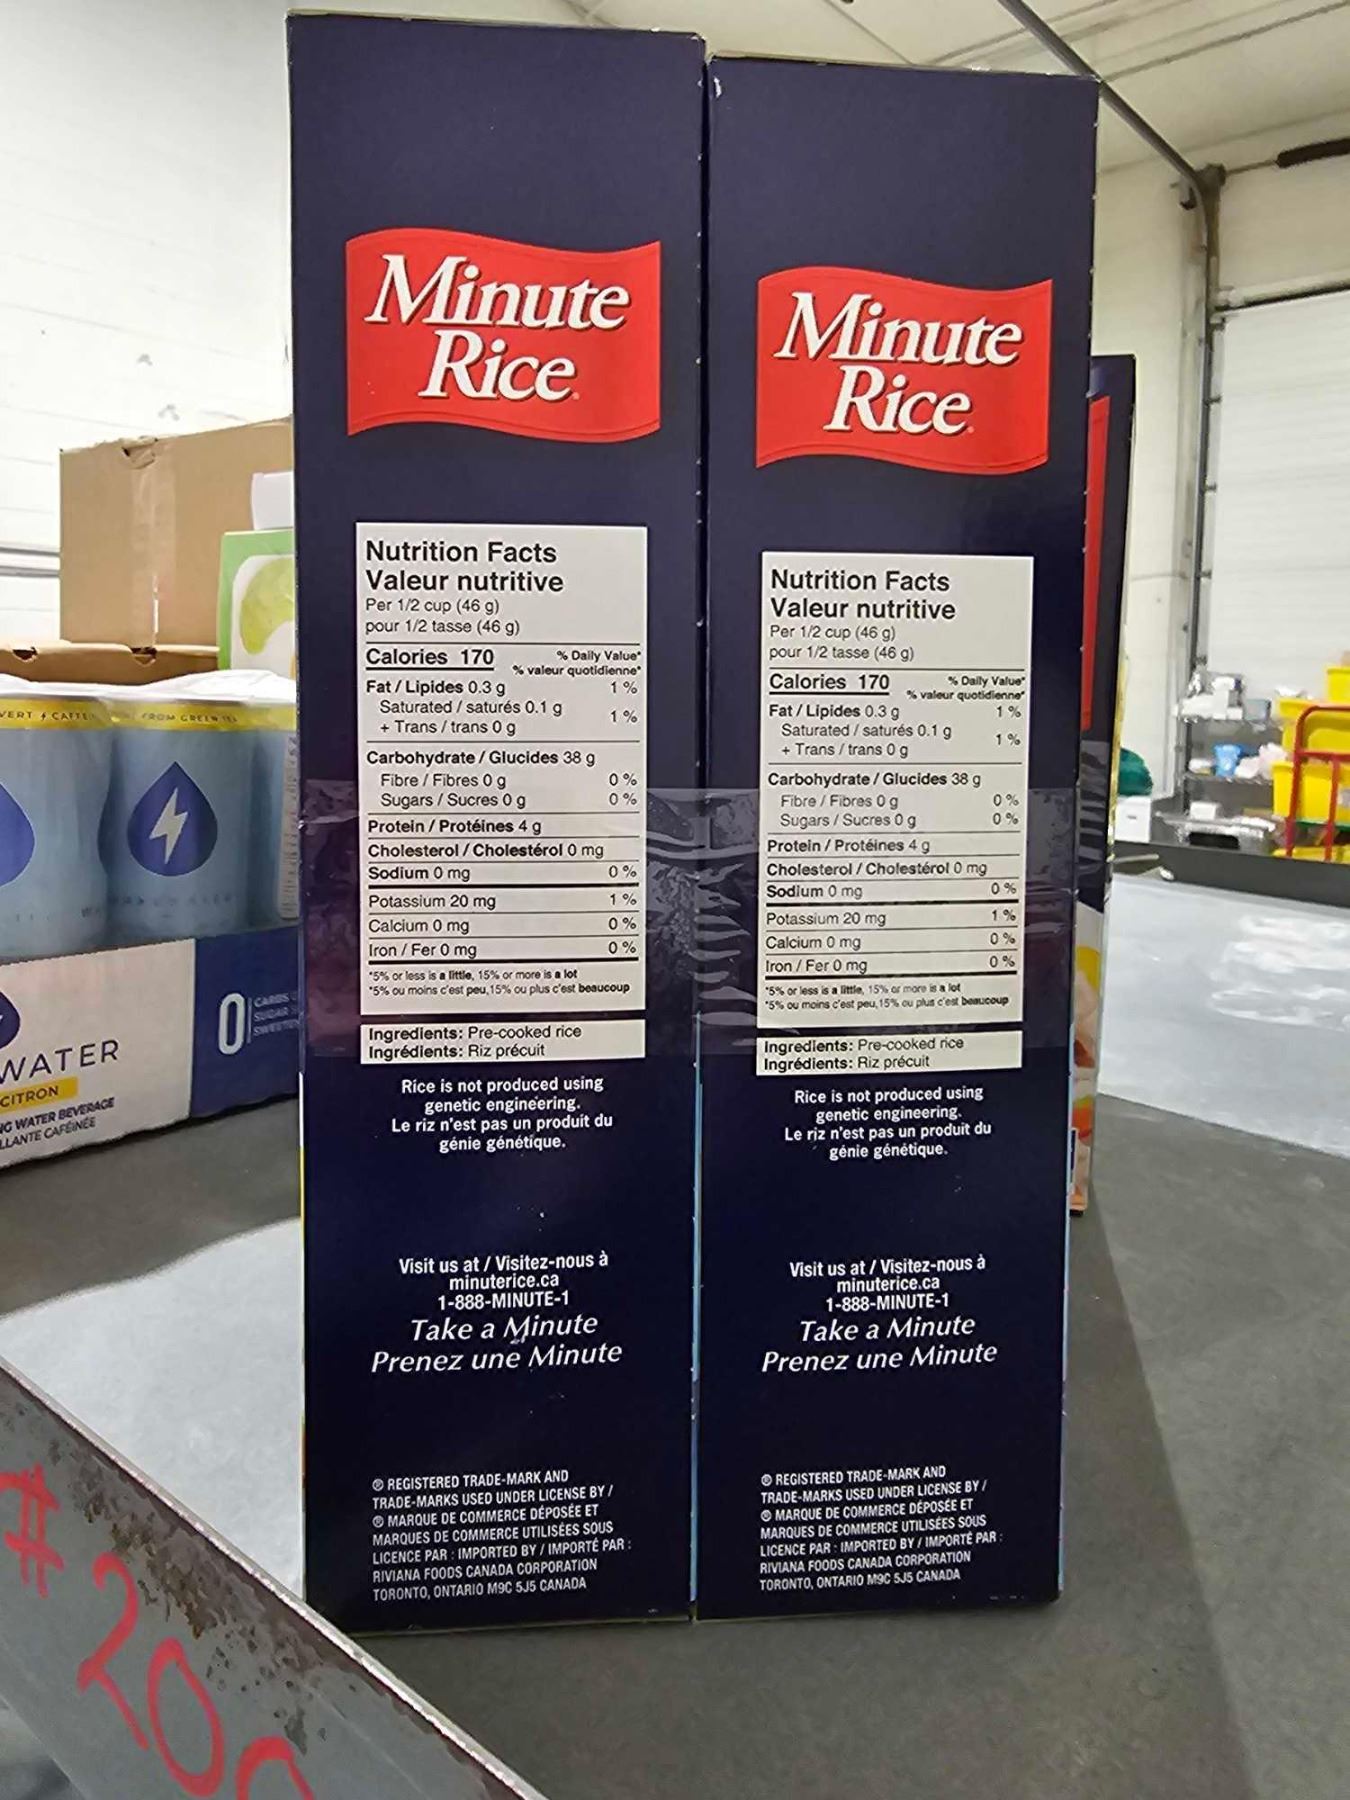 Minute
Rice
Nutrition Facts
Valeur nutritive
Per 1/2 cup (46 g)
pour 1/2 tasse (46 g)
Calories 170 % Daily Value*
% valeur quotidienne*
Fat / Lipides 0.3 g 1 %
Saturated / saturés 0.1 g
+ Trans / trans 0 g 1 %
Carbohydrate / Glucides 38 g
Fibre / Fibres 0 g 0 %
Sugars / Sucres 0 g 0 %
Protein / Protéines 4 g
Cholesterol / Cholestérol 0 mg
Sodium 0 mg 0 %
Potassium 20 mg 1 %
Calcium 0 mg 0 %
Iron / Fer 0 mg 0 %
*5% or less is a little, 15% or more is a lot
*5% ou moins c'est peu, 15% ou plus c'est beaucoup
Ingredients: Pre-cooked rice
Ingrédients: Riz précuit
Rice is not produced using
genetic engineering.
Le riz n'est pas un produit du
génie génétique.
Visit us at / Visitez-nous à
minuterice.ca
1-888-MINUTE-1
Take a Minute
Prenez une Minute
® REGISTERED TRADE-MARK AND
TRADE-MARKS USED UNDER LICENSE BY /
® MARQUE DE COMMERCE DÉPOSÉE ET
MARQUES DE COMMERCE UTILISÉES SOUS
LICENCE PAR : IMPORTED BY / IMPORTÉ PAR :
RIVIANA FOODS CANADA CORPORATION
TORONTO, ONTARIO M9C 5J5 CANADA
Minute
Rice
Nutrition Facts
Valeur nutritive
Per 1/2 cup (46 g)
pour 1/2 tasse (46 g)
Calories 170 % Daily Value*
% valeur quotidienne*
Fat / Lipides 0.3 g 1 %
Saturated / saturés 0.1 g
+ Trans / trans 0 g 1 %
Carbohydrate / Glucides 38 g
Fibre / Fibres 0 g 0 %
Sugars / Sucres 0 g 0 %
Protein / Protéines 4 g
Cholesterol / Cholestérol 0 mg
Sodium 0 mg 0 %
Potassium 20 mg 1 %
Calcium 0 mg 0 %
Iron / Fer 0 mg 0 %
*5% or less is a little, 15% or more is a lot
*5% ou moins c'est peu, 15% ou plus c'est beaucoup
Ingredients: Pre-cooked rice
Ingrédients: Riz précuit
Rice is not produced using
genetic engineering.
Le riz n'est pas un produit du
génie génétique.
Visit us at / Visitez-nous à
minuterice.ca
1-888-MINUTE-1
Take a Minute
Prenez une Minute
® REGISTERED TRADE-MARK AND
TRADE-MARKS USED UNDER LICENSE BY /
® MARQUE DE COMMERCE DÉPOSÉE ET
MARQUES DE COMMERCE UTILISÉES SOUS
LICENCE PAR : IMPORTED BY / IMPORTÉ PAR :
RIVIANA FOODS CANADA CORPORATION
TORONTO, ONTARIO M9C 5J5 CANADA
VERT
FROM GREEN TEA
WATER
CITRON
NG WATER BEVERAGE
LLANTE CAFÉINÉE
0 CARBS
SUGAR
#200